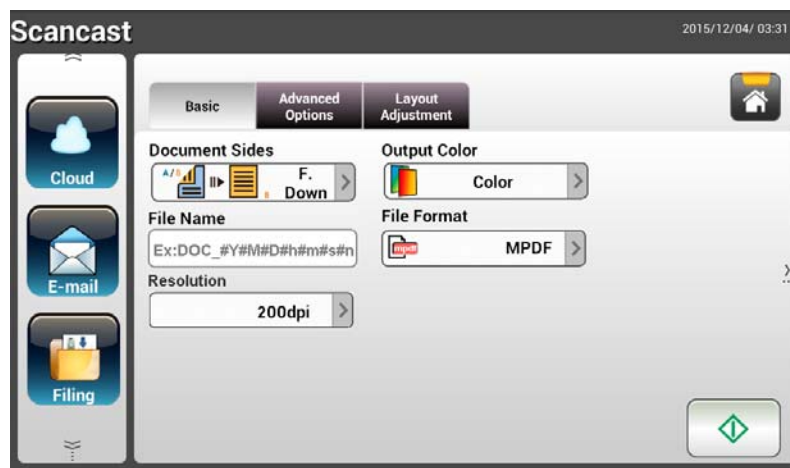 Scancast
2015/12/04/ 03:31
Basic
Advanced
Options
Layout
Adjustment
Cloud
E-mail
Filing
Document Sides
A/B
B
F.
Down
Output Color
Color
File Name
Ex:DOC_#Y#M#D#h#m#s#n
File Format
mpdf
MPDF
Resolution
200dpi